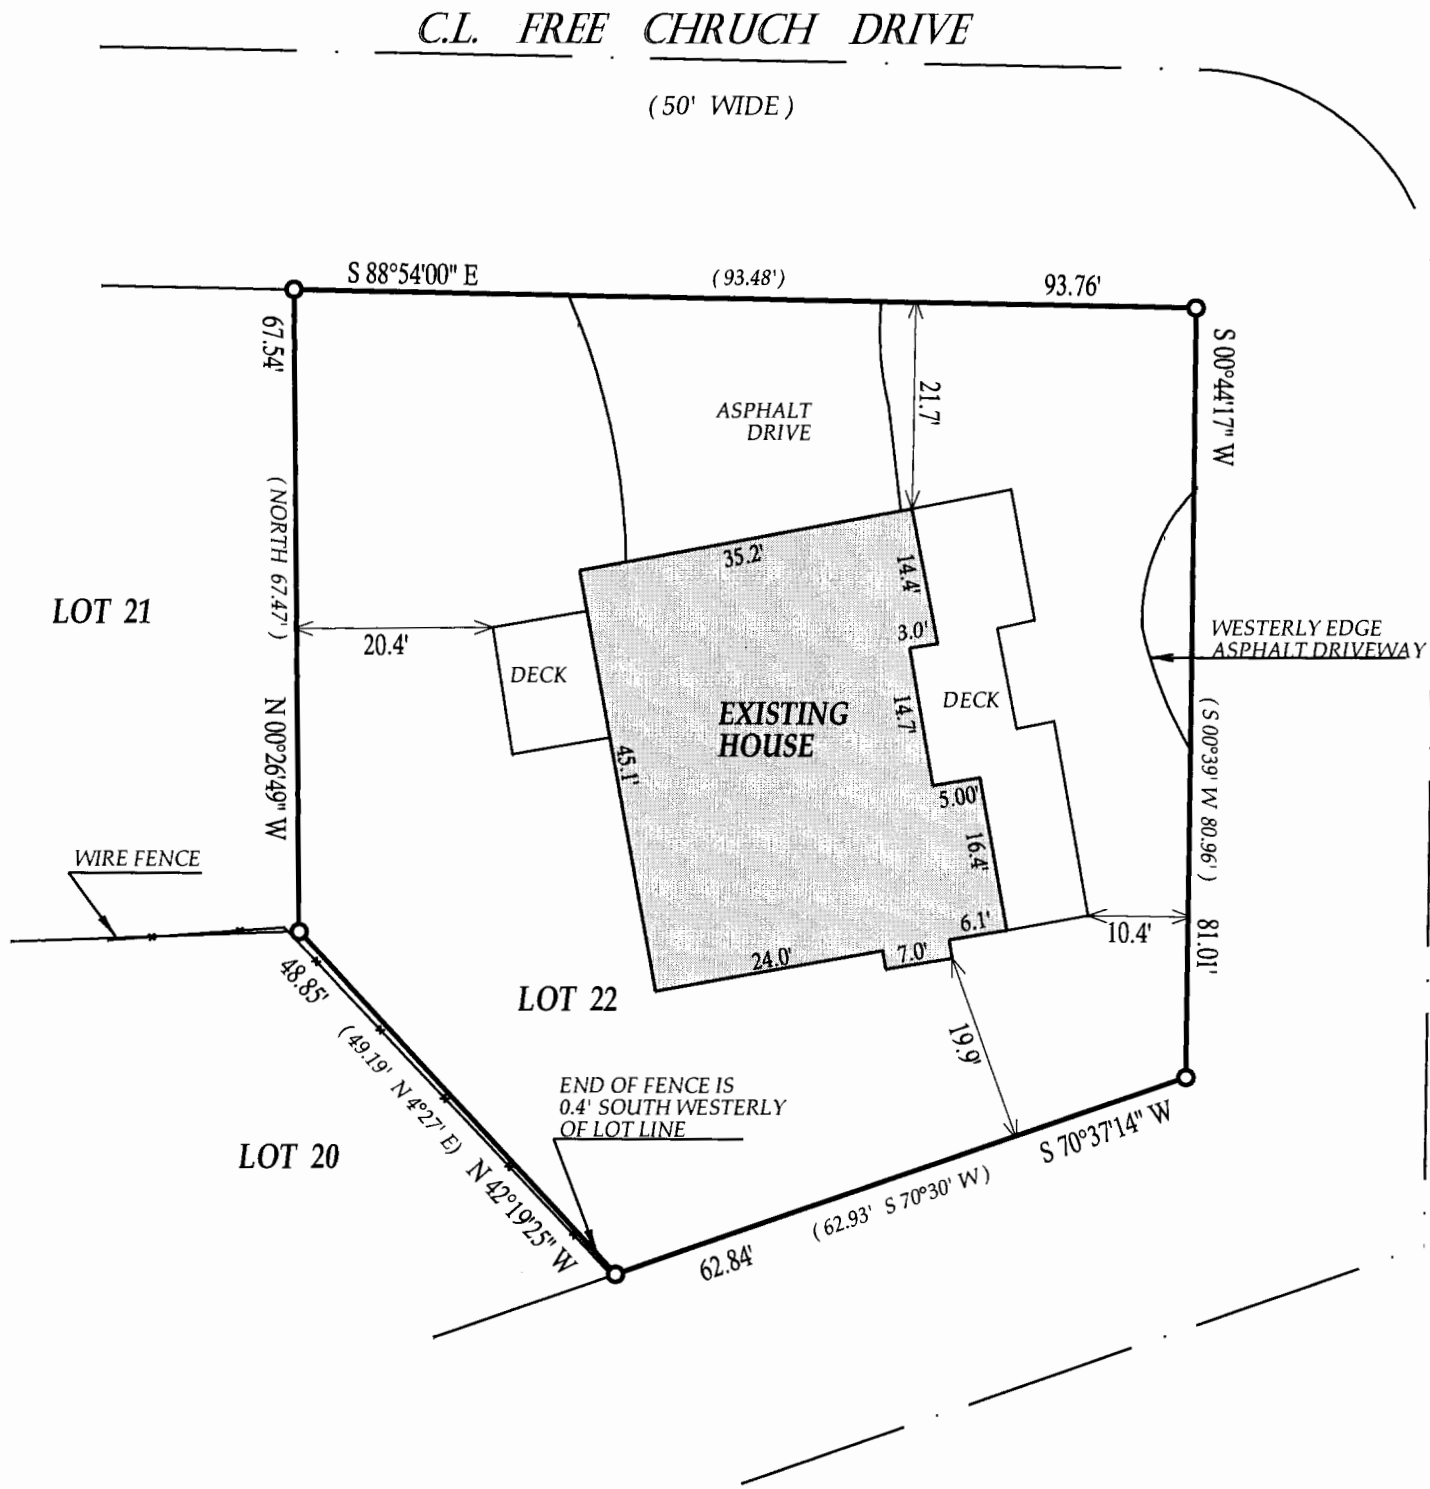 C.L. FREE CHRUCH DRIVE
(50' WIDE)
S 88°54'00" E
(93.48')
93.76'
67.54'
S 00°44'17" W
21.7'
ASPHALT
DRIVE
(NORTH 67.47')
35.2'
14.4'
LOT 21
20.4'
3.0'
WESTERLY EDGE
ASPHALT DRIVEWAY
DECK
DECK
14.7'
EXISTING
HOUSE
N 00°26'49" W
45.1'
(S 00°39' W 80.96')
5.00'
16.4'
WIRE FENCE
6.1'
10.4'
81.01'
24.0'
7.0'
48.85'
LOT 22
19.9'
(49.19' N 4°27' E)
END OF FENCE IS
0.4' SOUTH WESTERLY
OF LOT LINE
LOT 20
N 42°19'25" W
S 70°37'14" W
(62.93' S 70°30' W)
62.84'